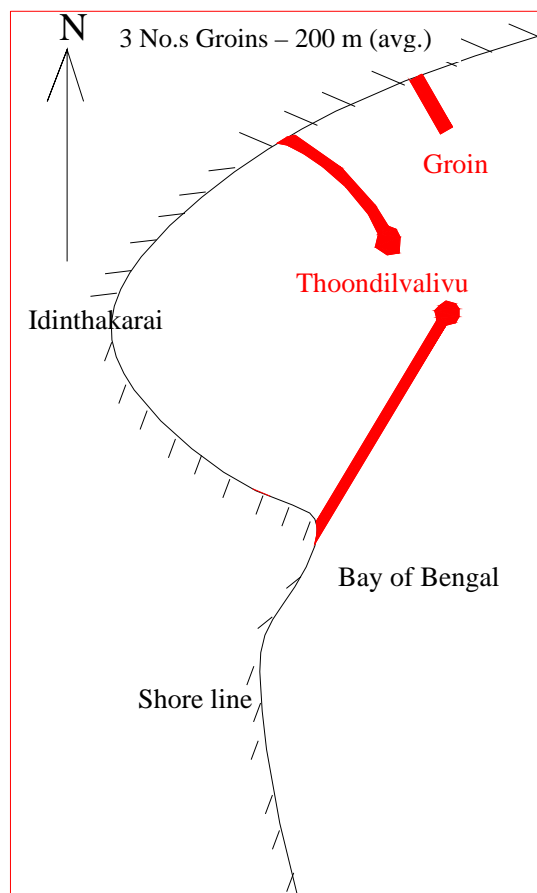 N
3 No.s Groins – 200 m (avg.)
Groin
Thoondilvalivu
Idinthakarai
Bay of Bengal
Shore line